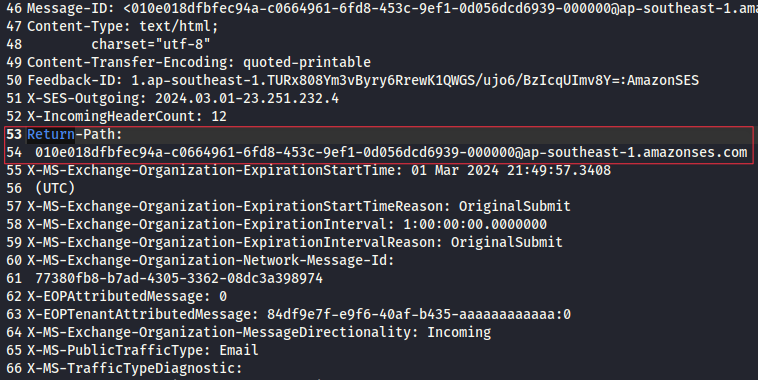 46 Message-ID: <010e018dfbfec94a-c0664961-6fd8-453c-9ef1-0d056dcd6939-000000@ap-southeast-1.ama
47 Content-Type: text/html;
48 charset="utf-8"
49 Content-Transfer-Encoding: quoted-printable
50 Feedback-ID: 1.ap-southeast-1.TURx808Ym3vByry6RrewK1QWGS/ujo6/BzIcqUImv8Y=:AmazonSES
51 X-SES-Outgoing: 2024.03.01-23.251.232.4
52 X-IncomingHeaderCount: 12
53 Return-Path:
54 010e018dfbfec94a-c0664961-6fd8-453c-9ef1-0d056dcd6939-000000@ap-southeast-1.amazonses.com
55 X-MS-Exchange-Organization-ExpirationStartTime: 01 Mar 2024 21:49:57.3408
56 (UTC)
57 X-MS-Exchange-Organization-ExpirationStartTimeReason: OriginalSubmit
58 X-MS-Exchange-Organization-ExpirationInterval: 1:00:00:00.0000000
59 X-MS-Exchange-Organization-ExpirationIntervalReason: OriginalSubmit
60 X-MS-Exchange-Organization-Network-Message-Id:
61 77380fb8-b7ad-4305-3362-08dc3a398974
62 X-EOPAttributedMessage: 0
63 X-EOPTenantAttributedMessage: 84df9e7f-e9f6-40af-b435-aaaaaaaaaaaa:0
64 X-MS-Exchange-Organization-MessageDirectionality: Incoming
65 X-MS-PublicTrafficType: Email
66 X-MS-TrafficTypeDiagnostic: